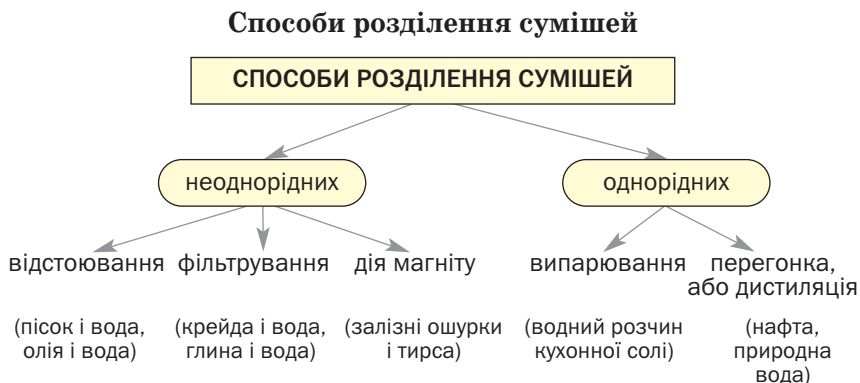 Способи розділення сумішей
СПОСОБИ РОЗДІЛЕННЯ СУМІШЕЙ
неоднорідних
однорідних
відстоювання
фільтрування
дія магніту
випарювання
перегонка,
або дистиляція
(пісок і вода,
олія і вода)
(крейда і вода,
глина і вода)
(залізні ошурки
і тирса)
(водний розчин
кухонної солі)
(нафта,
природна
вода)